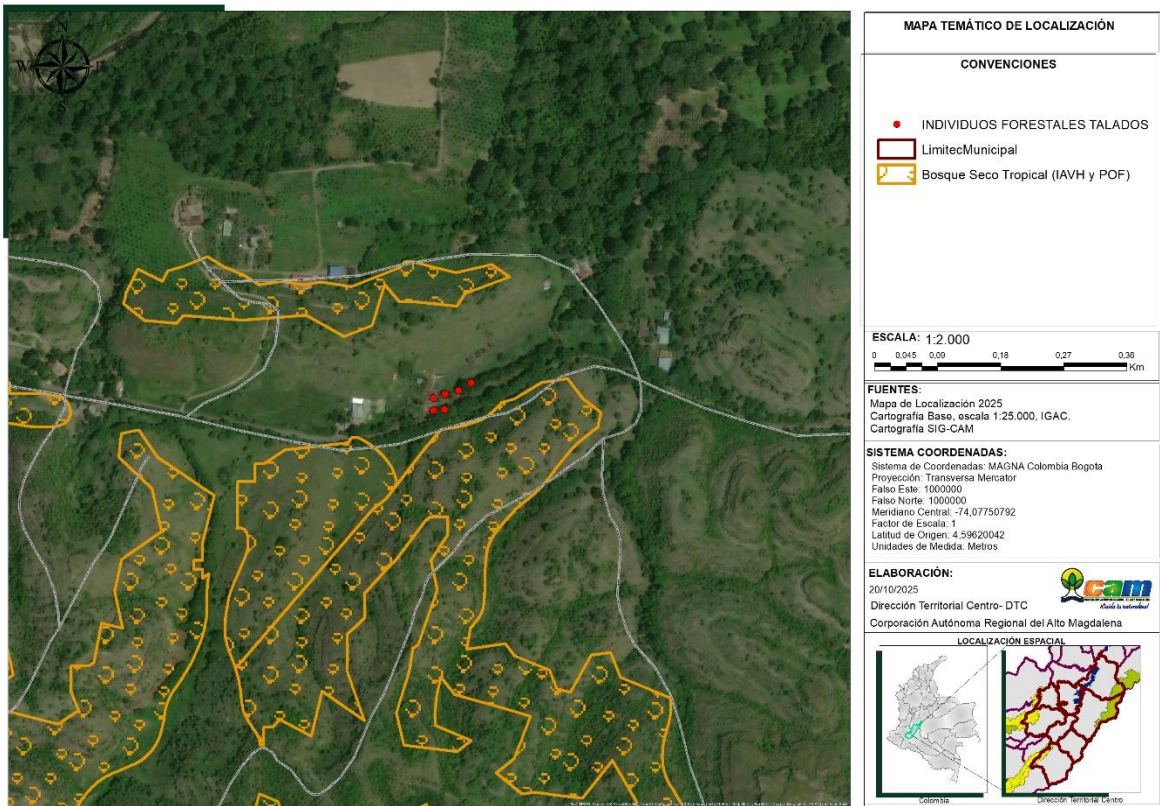 N
W
E
S
MAPA TEMÁTICO DE LOCALIZACIÓN
CONVENCIONES
INDIVIDUOS FORESTALES TALADOS
LimitecMunicipal
Bosque Seco Tropical (IAVH y POF)
ESCALA: 1:2.000
0 0,045 0,09 0,18 0,27 0,36
Km
FUENTES:
Mapa de Localización 2025
Cartografía Base, escala 1:25.000, IGAC.
Cartografía SIG-CAM
SISTEMA COORDENADAS:
Sistema de Coordenadas: MAGNA Colombia Bogota
Proyección: Transversa Mercator
Falso Este: 1000000
Falso Norte: 1000000
Meridiano Central: -74,07750792
Factor de Escala: 1
Latitud de Origen: 4,59620042
Unidades de Medida: Metros
ELABORACIÓN:
20/10/2025
Dirección Territorial Centro- DTC
cam
¡Cuida tu naturaleza!
Corporación Autónoma Regional del Alto Magdalena
LOCALIZACIÓN ESPACIAL
Colombia
Dirección Territorial Centro